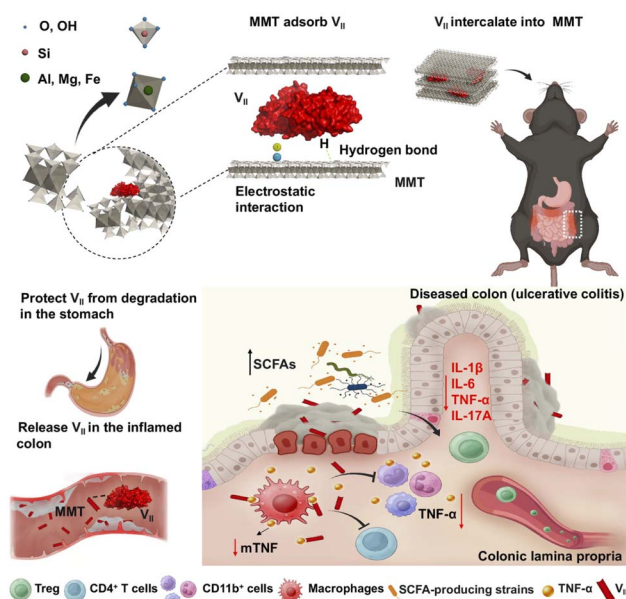 O, OH
Si
Al, Mg, Fe
MMT adsorb VII
VII
H
Hydrogen bond
MMT
Electrostatic
interaction
VII intercalate into MMT
Protect VII from degradation
in the stomach
Release VII in the inflamed
colon
MMT
VII
Diseased colon (ulcerative colitis)
SCFAs
IL-1β
IL-6
TNF-α
IL-17A
mTNF
TNF-α
Colonic lamina propria
Treg
CD4⁺ T cells
CD11b⁺ cells
Macrophages
SCFA-producing strains
TNF-α
VII